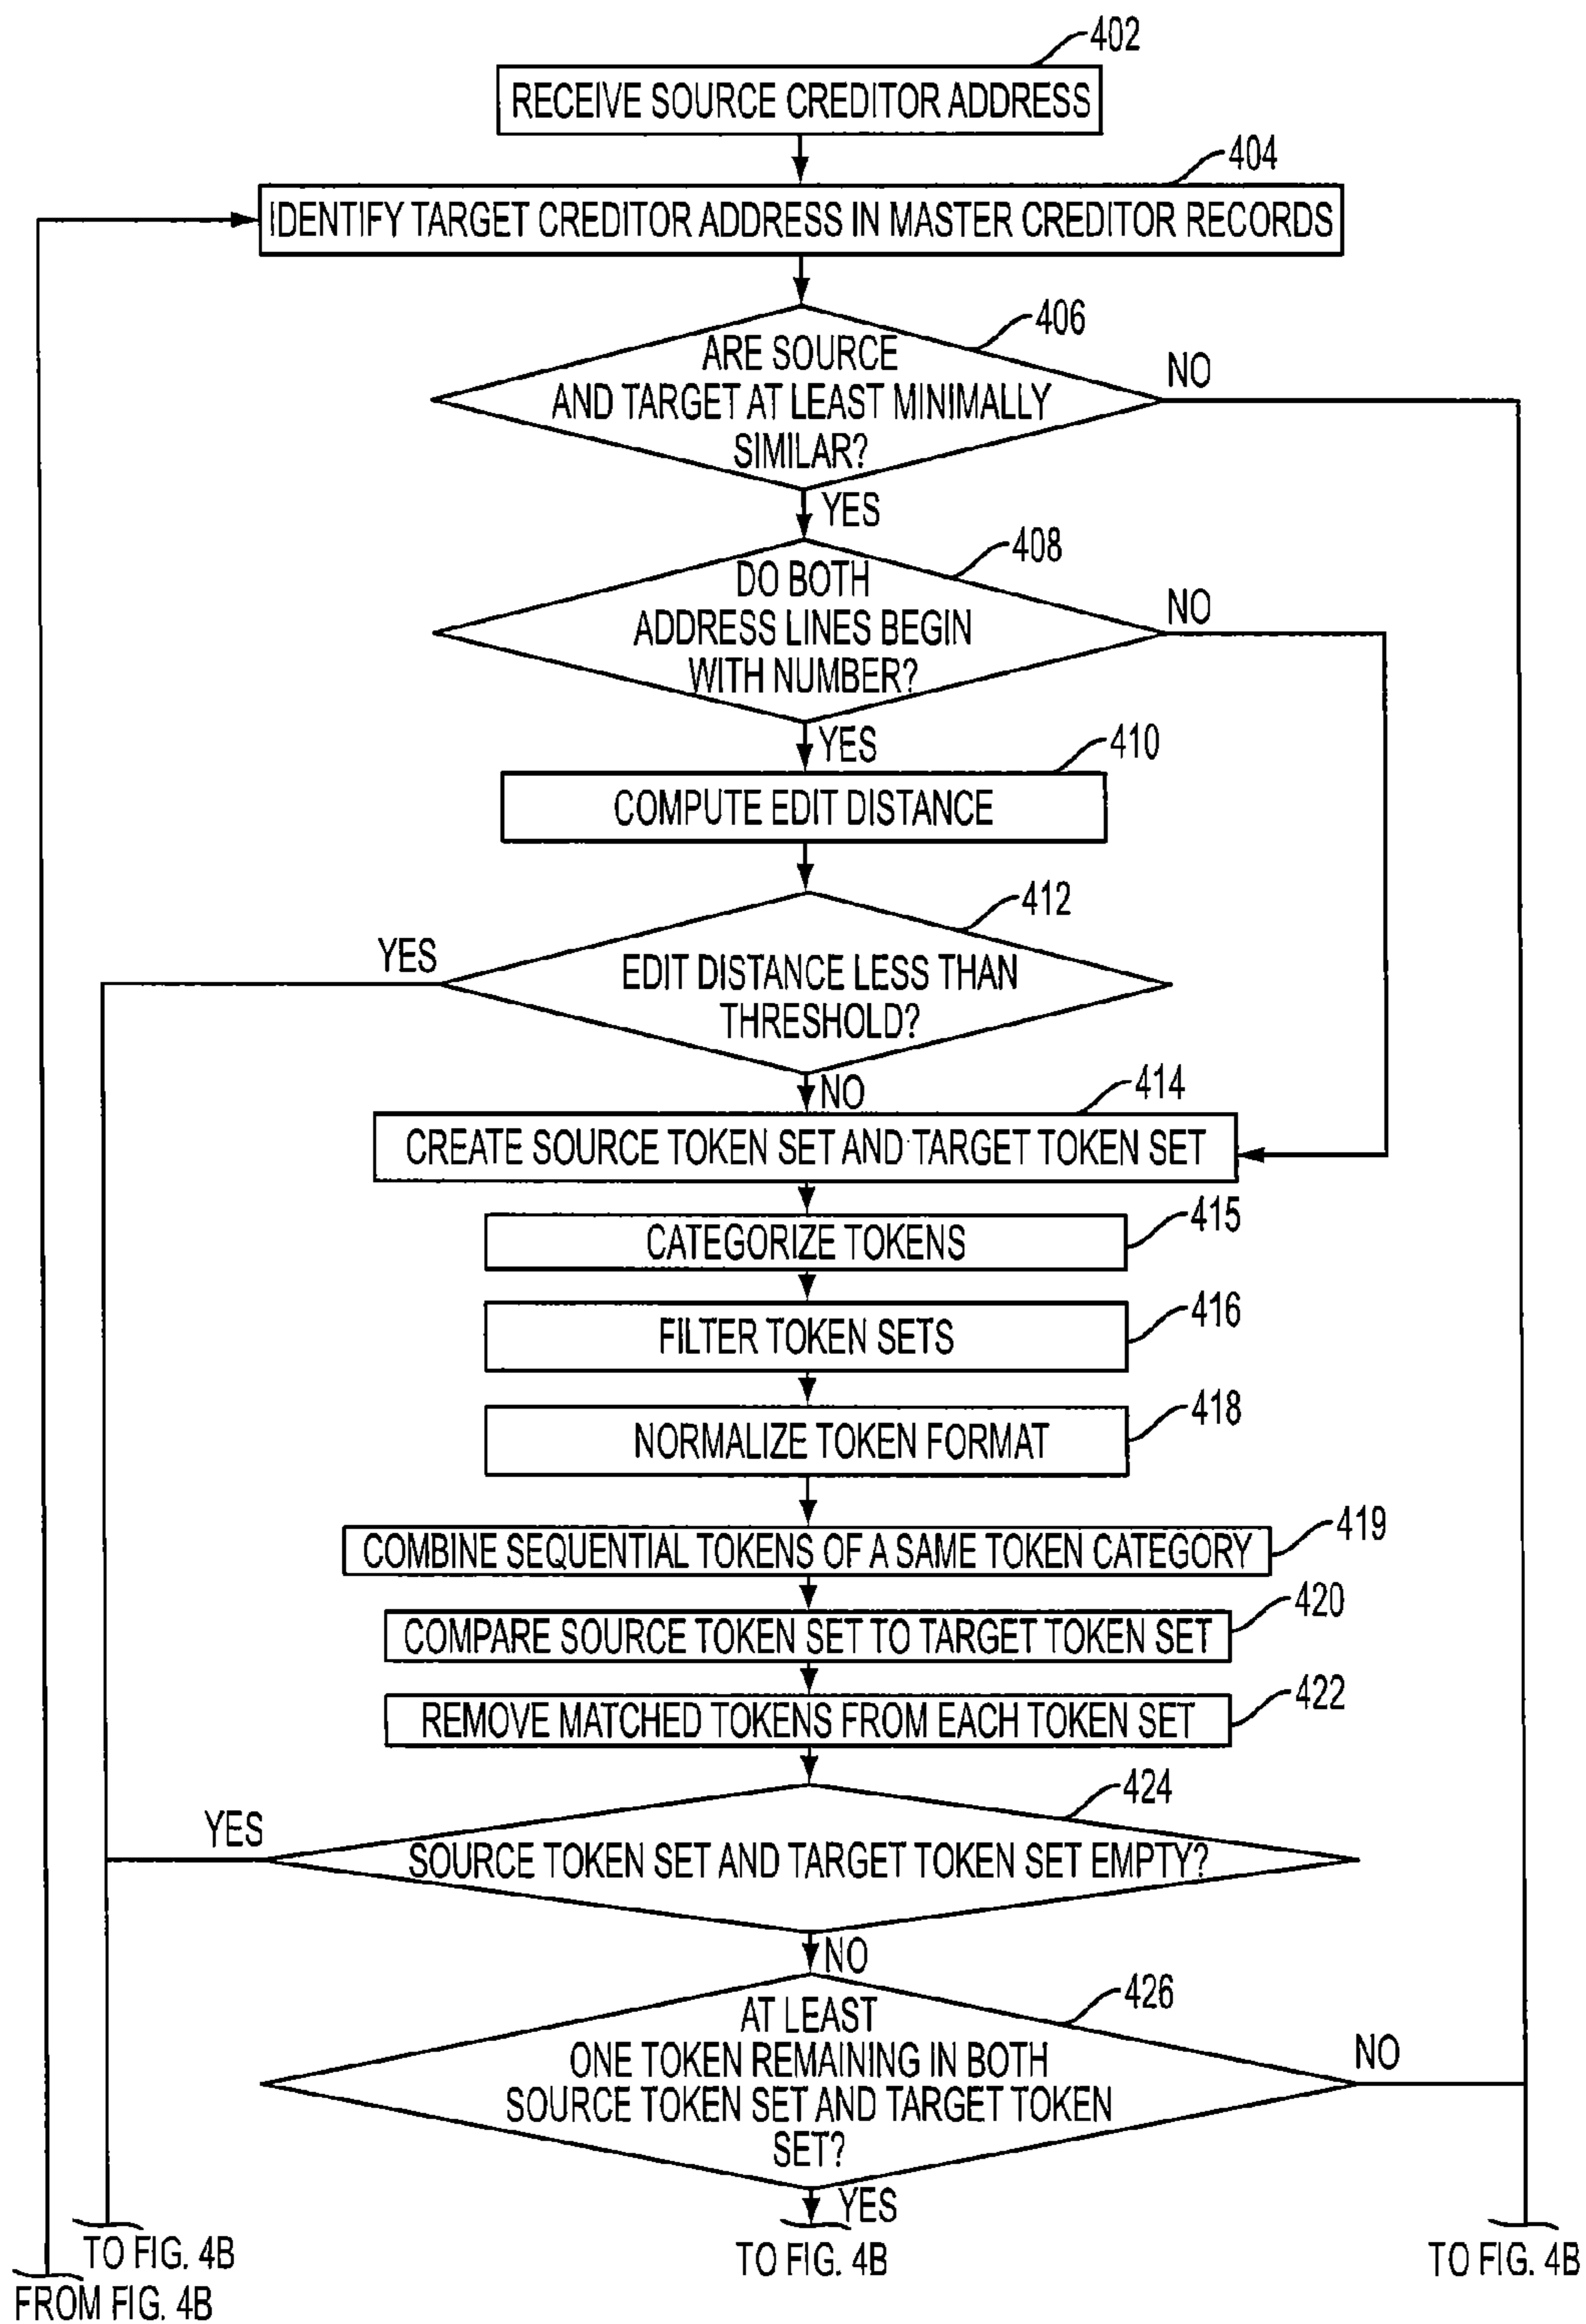 402
RECEIVE SOURCE CREDITOR ADDRESS
404
IDENTIFY TARGET CREDITOR ADDRESS IN MASTER CREDITOR RECORDS
406
ARE SOURCE
AND TARGET AT LEAST MINIMALLY
SIMILAR?
NO
YES
408
DO BOTH
ADDRESS LINES BEGIN
WITH NUMBER?
NO
YES
410
COMPUTE EDIT DISTANCE
412
YES
EDIT DISTANCE LESS THAN
THRESHOLD?
NO
414
CREATE SOURCE TOKEN SET AND TARGET TOKEN SET
415
CATEGORIZE TOKENS
416
FILTER TOKEN SETS
418
NORMALIZE TOKEN FORMAT
419
COMBINE SEQUENTIAL TOKENS OF A SAME TOKEN CATEGORY
420
COMPARE SOURCE TOKEN SET TO TARGET TOKEN SET
422
REMOVE MATCHED TOKENS FROM EACH TOKEN SET
424
YES
SOURCE TOKEN SET AND TARGET TOKEN SET EMPTY?
NO
426
AT LEAST
ONE TOKEN REMAINING IN BOTH
SOURCE TOKEN SET AND TARGET TOKEN
SET?
NO
YES
TO FIG. 4B
TO FIG. 4B
TO FIG. 4B
FROM FIG. 4B